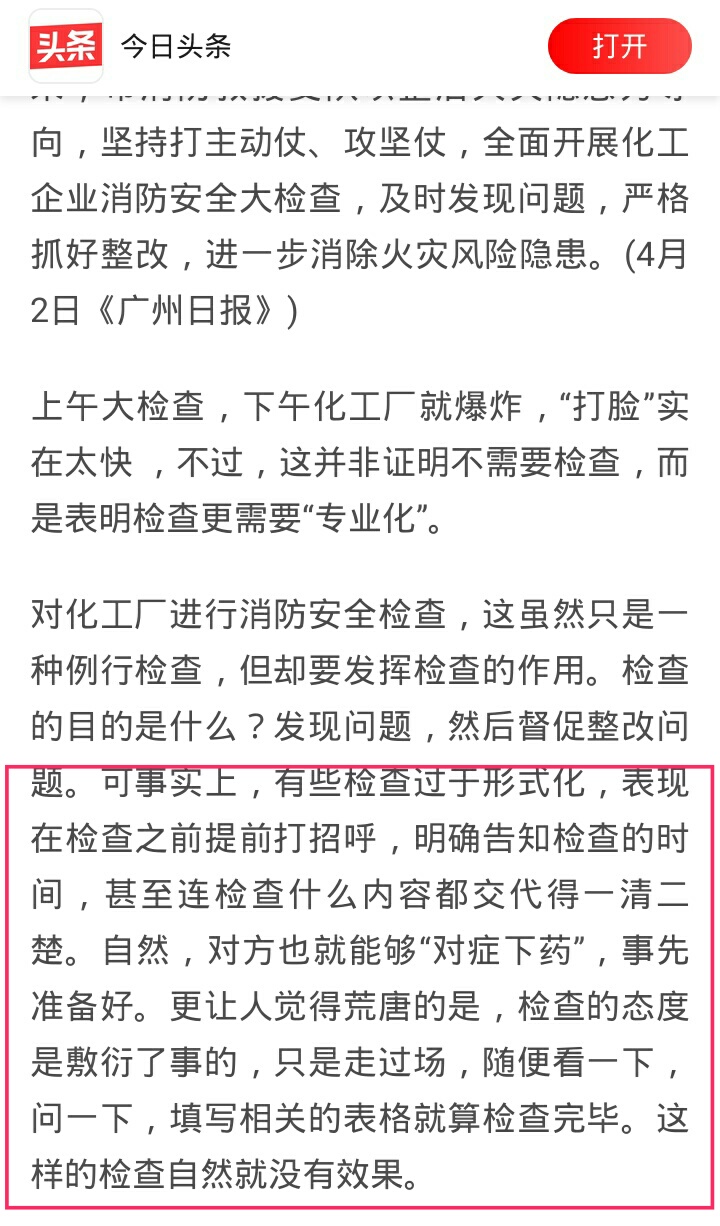 头条 今日头条 打开
向，坚持打主动仗、攻坚仗，全面开展化工
企业消防安全大检查，及时发现问题，严格
抓好整改，进一步消除火灾风险隐患。(4月
2日《广州日报》)
上午大检查，下午化工厂就爆炸，“打脸”实
在太快 ，不过，这并非证明不需要检查，而
是表明检查更需要“专业化”。
对化工厂进行消防安全检查，这虽然只是一
种例行检查，但却要发挥检查的作用。检查
的目的是什么？发现问题，然后督促整改问
题。可事实上，有些检查过于形式化，表现
在检查之前提前打招呼，明确告知检查的时
间，甚至连检查什么内容都交代得一清二
楚。自然，对方也就能够“对症下药”，事先
准备好。更让人觉得荒唐的是，检查的态度
是敷衍了事的，只是走过场，随便看一下，
问一下，填写相关的表格就算检查完毕。这
样的检查自然就没有效果。